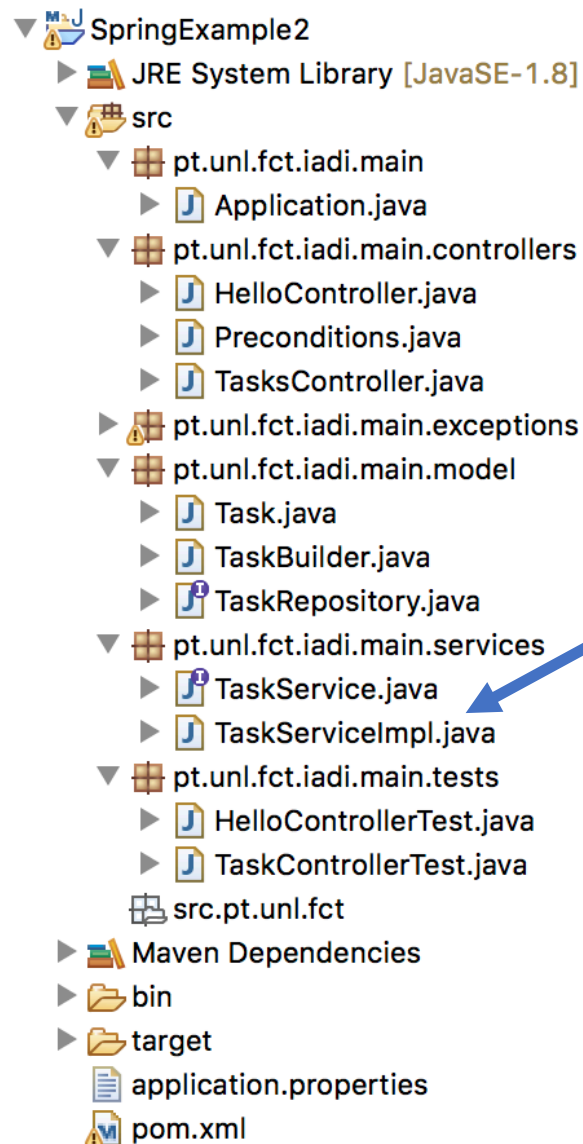 SpringExample2
JRE System Library [JavaSE-1.8]
src
pt.unl.fct.iadi.main
Application.java
pt.unl.fct.iadi.main.controllers
HelloController.java
Preconditions.java
TasksController.java
pt.unl.fct.iadi.main.exceptions
pt.unl.fct.iadi.main.model
Task.java
TaskBuilder.java
TaskRepository.java
pt.unl.fct.iadi.main.services
TaskService.java
TaskServiceImpl.java
pt.unl.fct.iadi.main.tests
HelloControllerTest.java
TaskControllerTest.java
src.pt.unl.fct
Maven Dependencies
bin
target
application.properties
pom.xml